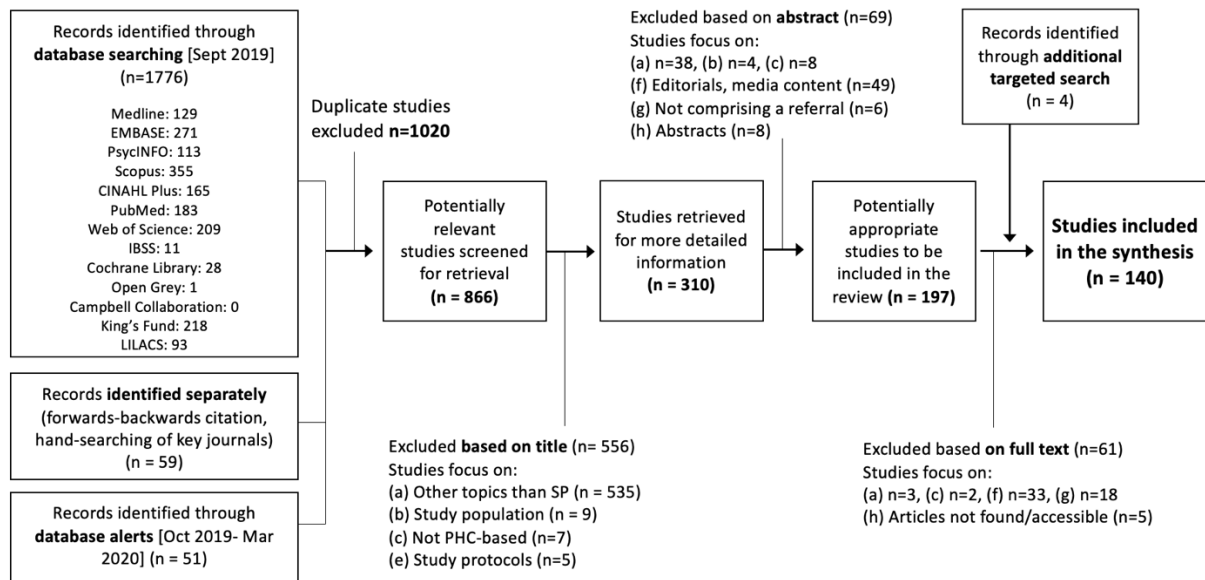 Records identified through
database searching [Sept 2019]
(n=1776)
Medline: 129
EMBASE: 271
PsycINFO: 113
Scopus: 355
CINAHL Plus: 165
PubMed: 183
Web of Science: 209
IBSS: 11
Cochrane Library: 28
Open Grey: 1
Campbell Collaboration: 0
King's Fund: 218
LILACS: 93
Records identified separately
(forwards-backwards citation,
hand-searching of key journals)
(n = 59)
Records identified through
database alerts [Oct 2019- Mar
2020] (n = 51)
Duplicate studies
excluded n=1020
Potentially
relevant
studies screened
for retrieval
(n = 866)
Excluded based on title (n= 556)
Studies focus on:
(a) Other topics than SP (n = 535)
(b) Study population (n = 9)
(c) Not PHC-based (n=7)
(e) Study protocols (n=5)
Studies retrieved
for more detailed
information
(n = 310)
Excluded based on abstract (n=69)
Studies focus on:
(a) n=38, (b) n=4, (c) n=8
(f) Editorials, media content (n=49)
(g) Not comprising a referral (n=6)
(h) Abstracts (n=8)
Potentially
appropriate
studies to be
included in the
review (n = 197)
Records identified
through additional
targeted search
(n = 4)
Excluded based on full text (n=61)
Studies focus on:
(a) n=3, (c) n=2, (f) n=33, (g) n=18
(h) Articles not found/accessible (n=5)
Studies included
in the synthesis
(n = 140)